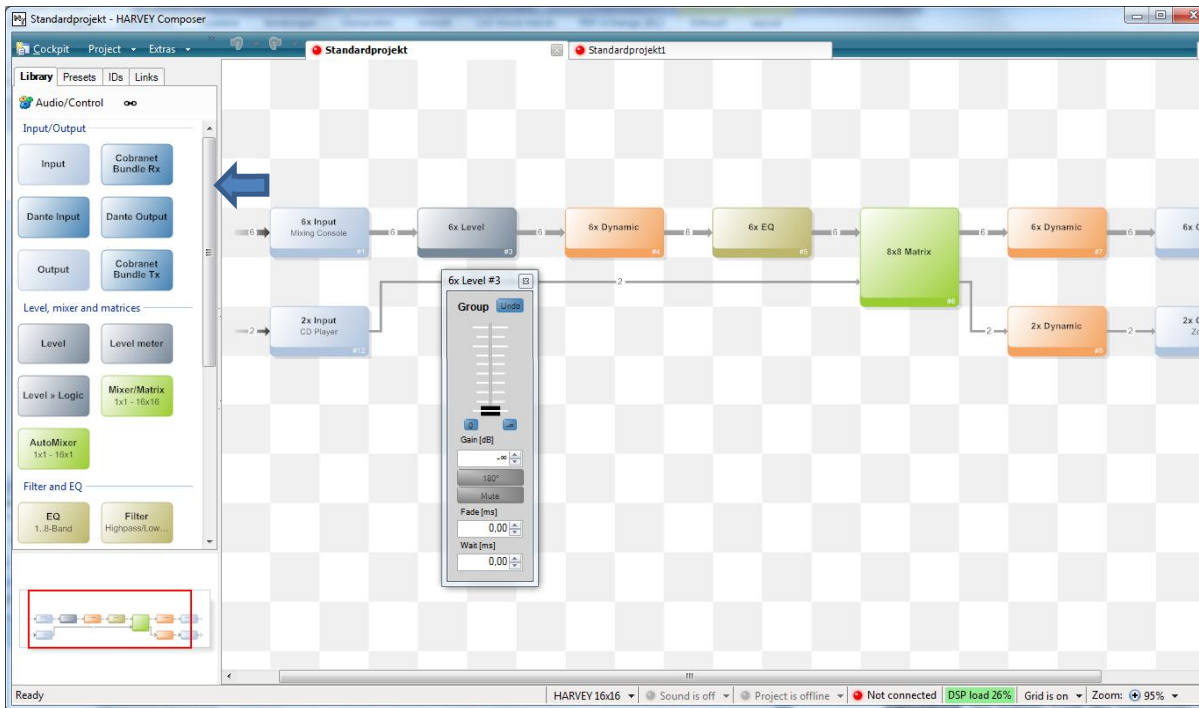 Standardprojekt - HARVEY Composer
Cockpit Project Extras
Standardprojekt
Standardprojekt1
Library Presets IDs Links
Audio/Control
Input/Output
Input
Cobranet
Bundle Rx
Dante Input
Dante Output
Output
Cobranet
Bundle Tx
Level, mixer and matrices
Level
Level meter
Level » Logic
Mixer/Matrix
1x1 - 16x16
AutoMixer
1x1 - 16x1
Filter and EQ
EQ
1..8-Band
Filter
Highpass/Low...
6
6x Input
Mixing Console
#1
6
6x Level
#3
6
6x Dynamic
#4
6
6x EQ
#5
6
8x8 Matrix
#6
6
6x Dynamic
#7
6
6x
2
2x Input
CD Player
#12
2
2
2x Dynamic
#8
2
2x
6x Level #3
Group Undo
0 -∞
Gain [dB]
-∞
180°
Mute
Fade [ms]
0,00
Wait [ms]
0,00
Ready
HARVEY 16x16 Sound is off Project is offline Not connected DSP load 26% Grid is on Zoom: 95%